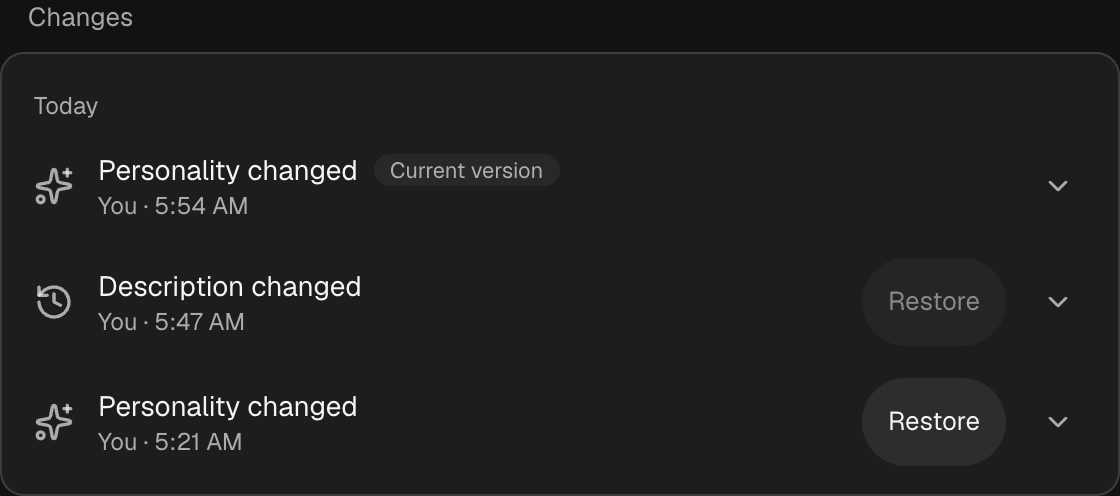 Changes
Today
Personality changed Current version
You · 5:54 AM
Description changed
You · 5:47 AM
Restore
Personality changed
You · 5:21 AM
Restore